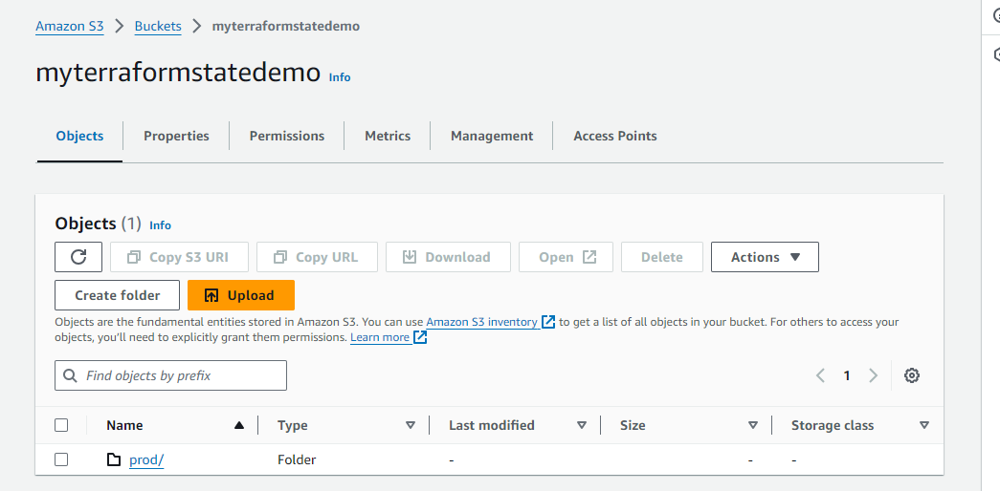 Amazon S3 > Buckets > myterraformstatedemo
myterraformstatedemo Info
Objects Properties Permissions Metrics Management Access Points
Objects (1) Info
Copy S3 URI Copy URL Download Open Delete Actions
Create folder Upload
Objects are the fundamental entities stored in Amazon S3. You can use Amazon S3 inventory to get a list of all objects in your bucket. For others to access your
objects, you'll need to explicitly grant them permissions. Learn more
Find objects by prefix
1
Name Type Last modified Size Storage class
prod/ Folder - - -